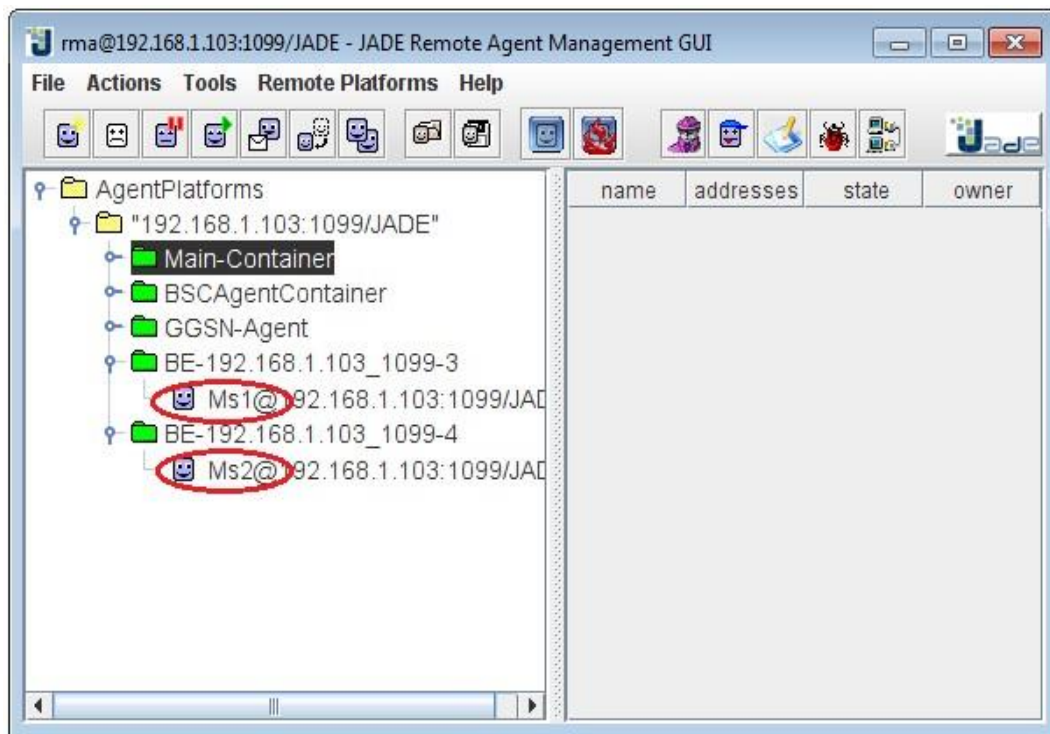 rma@192.168.1.103:1099/JADE - JADE Remote Agent Management GUI
File Actions Tools Remote Platforms Help
Jade
AgentPlatforms
"192.168.1.103:1099/JADE"
Main-Container
BSCAgentContainer
GGSN-Agent
BE-192.168.1.103_1099-3
Ms1@192.168.1.103:1099/JAD
BE-192.168.1.103_1099-4
Ms2@192.168.1.103:1099/JAD
name addresses state owner